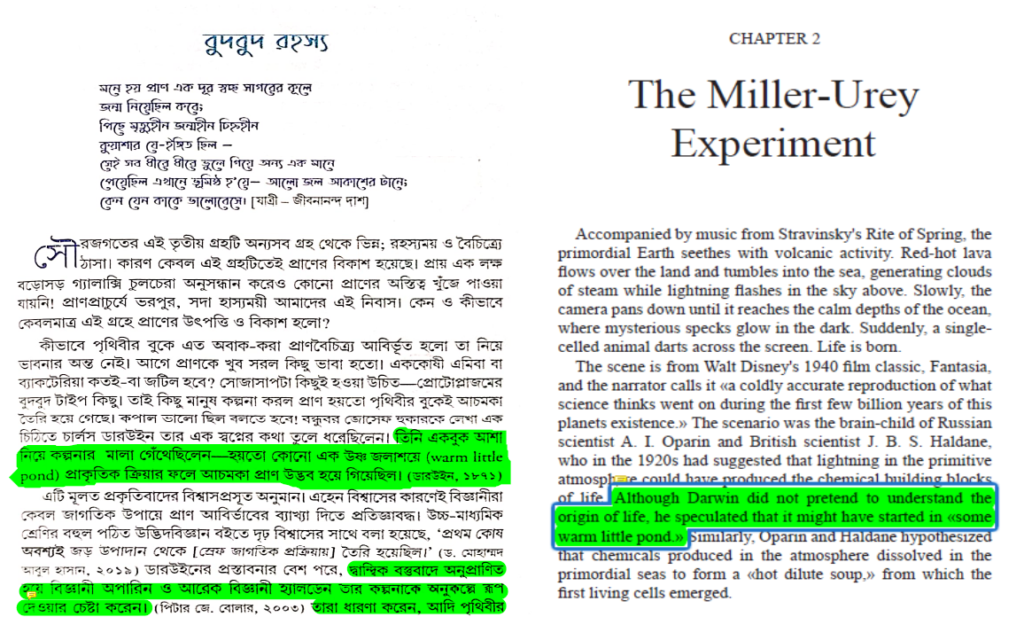 বুদবুদ রহস্য
মনে হয় প্রাণ এক দূর স্বচ্ছ সাগরের কূলে
জন্ম নিয়েছিল কবে;
পিছে মৃত্যুহীন জন্মহীন চিহ্নহীন
কুয়াশার যে-ইঙ্গিত ছিল –
সেই সব ধীরে ধীরে ভুলে গিয়ে অন্য এক মানে
পেয়েছিল এখানে ভূমিষ্ঠ হ'য়ে– আলো জল আকাশের টানে;
কেন যেন কাকে ভালোবেসে। [যাত্রী – জীবনানন্দ দাশ]
সৌরজগতের এই তৃতীয় গ্রহটি অন্যসব গ্রহ থেকে ভিন্ন; রহস্যময় ও বৈচিত্র্যে
ঠাসা। কারণ কেবল এই গ্রহটিতেই প্রাণের বিকাশ হয়েছে। প্রায় এক লক্ষ
বড়োসড় গ্যালাক্সি চুলচেরা অনুসন্ধান করেও কোনো প্রাণের অস্তিত্ব খুঁজে পাওয়া
যায়নি! প্রাণপ্রাচুর্যে ভরপুর, সদা হাস্যময়ী আমাদের এই নিবাস। কেন ও কীভাবে
কেবলমাত্র এই গ্রহে প্রাণের উৎপত্তি ও বিকাশ হলো?
কীভাবে পৃথিবীর বুকে এত অবাক-করা প্রাণবৈচিত্র্য আবির্ভূত হলো তা নিয়ে
ভাবনার অন্ত নেই। আগে প্রাণকে খুব সরল কিছু ভাবা হতো। এককোষী এমিবা বা
ব্যাকটেরিয়া কতই-বা জটিল হবে? সোজাসাপটা কিছুই হওয়া উচিত—প্রোটোপ্লাজমের
বুদবুদ টাইপ কিছু। তাই কিছু মানুষ কল্পনা করল প্রাণ হয়তো পৃথিবীর বুকেই আচমকা
তৈরি হয়ে গেছে। কপাল ভালো ছিল বলতে হবে! বন্ধুবর জোসেফ হুকারকে লেখা এক
চিঠিতে চার্লস ডারউইন তার এক স্বপ্নের কথা তুলে ধরেছিলেন। তিনি একবুক আশা
নিয়ে কল্পনার মালা গেঁথেছিলেন—হয়তো কোনো এক উষ্ণ জলাশয়ে (warm little
pond) প্রাকৃতিক ক্রিয়ার ফলে আচমকা প্রাণ উদ্ভব হয়ে গিয়েছিল। (ডারউইন, ১৮৭১)
এটি মূলত প্রকৃতিবাদের বিশ্বাসপ্রসূত অনুমান। এহেন বিশ্বাসের কারণেই বিজ্ঞানীরা
কেবল জাগতিক উপায়ে প্রাণ আবির্ভাবের ব্যাখ্যা দিতে প্রতিজ্ঞাবদ্ধ। উচ্চ-মাধ্যমিক
শ্রেণির বহুল পঠিত উদ্ভিদবিজ্ঞান বইতে দৃঢ় বিশ্বাসের সাথে বলা হয়েছে, 'প্রথম কোষ
অবশ্যই জড় উপাদান থেকে [স্রেফ জাগতিক প্রক্রিয়ায়] তৈরি হয়েছিল।' (ড. মোহাম্মদ
আবুল হাসান, ২০১৯) ডারউইনের প্রস্তাবনার বেশ পরে, দ্বান্দ্বিক বস্তুবাদে অনুপ্রাণিত
হয়ে বিজ্ঞানী অপারিন ও আরেক বিজ্ঞানী হ্যালডেন তার কল্পনাকে অনুকল্পে রূপ
দেওয়ার চেষ্টা করেন। (পিটার জে. বোলার, ২০০৩) তারা ধারণা করেন, আদি পৃথিবীর
CHAPTER 2
The Miller-Urey
Experiment
Accompanied by music from Stravinsky's Rite of Spring, the
primordial Earth seethes with volcanic activity. Red-hot lava
flows over the land and tumbles into the sea, generating clouds
of steam while lightning flashes in the sky above. Slowly, the
camera pans down until it reaches the calm depths of the ocean,
where mysterious specks glow in the dark. Suddenly, a single-
celled animal darts across the screen. Life is born.
The scene is from Walt Disney's 1940 film classic, Fantasia,
and the narrator calls it «a coldly accurate reproduction of what
science thinks went on during the first few billion years of this
planets existence.» The scenario was the brain-child of Russian
scientist A. I. Oparin and British scientist J. B. S. Haldane,
who in the 1920s had suggested that lightning in the primitive
atmosphere could have produced the chemical building blocks
of life. Although Darwin did not pretend to understand the
origin of life, he speculated that it might have started in «some
warm little pond.» Similarly, Oparin and Haldane hypothesized
that chemicals produced in the atmosphere dissolved in the
primordial seas to form a «hot dilute soup,» from which the
first living cells emerged.